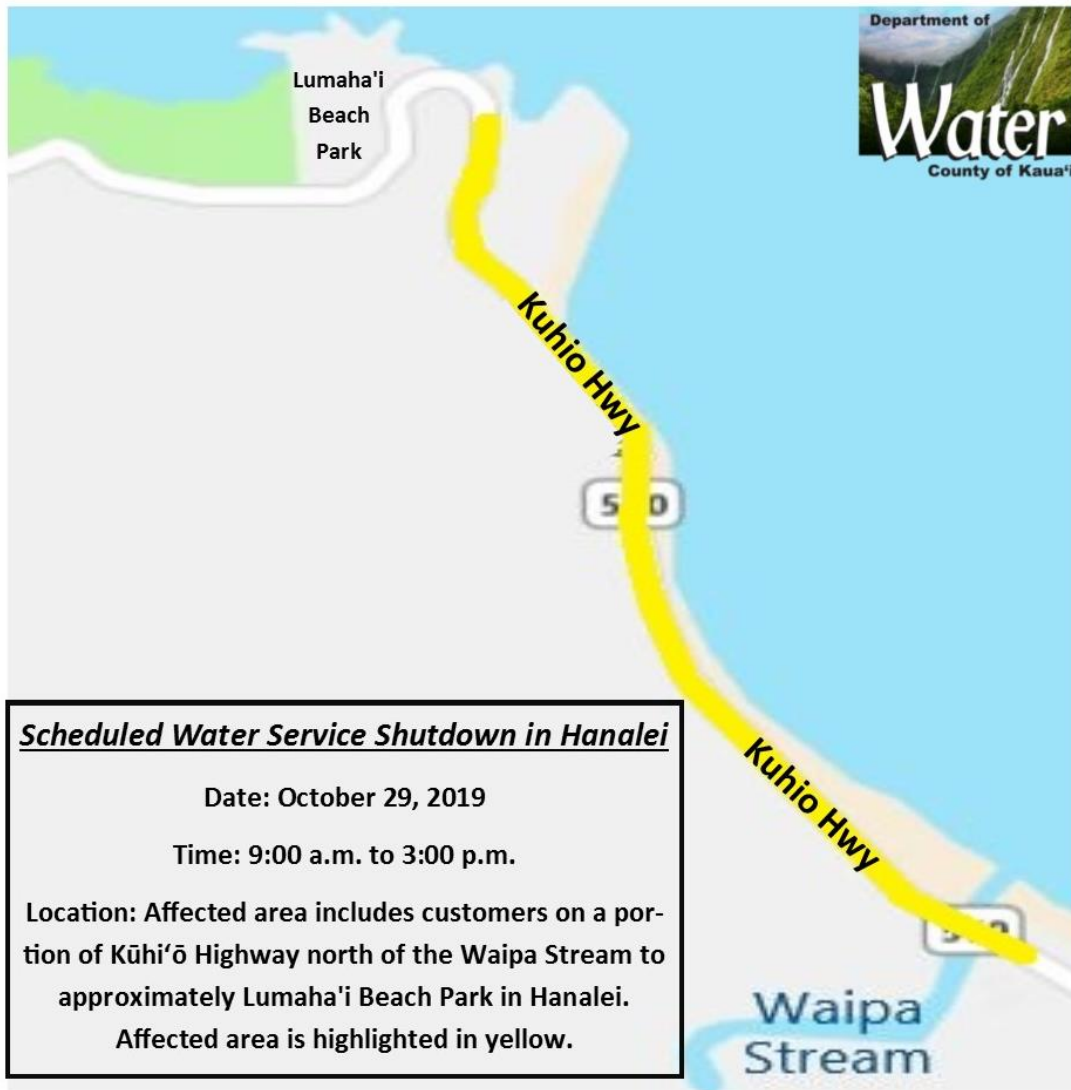 Department of
Water
County of Kaua'i
Lumaha'i
Beach
Park
Kuhio Hwy
Kuhio Hwy
Waipa
Stream
Scheduled Water Service Shutdown in Hanalei
Date: October 29, 2019
Time: 9:00 a.m. to 3:00 p.m.
Location: Affected area includes customers on a por-
tion of Kūhi‘ō Highway north of the Waipa Stream to
approximately Lumaha'i Beach Park in Hanalei.
Affected area is highlighted in yellow.